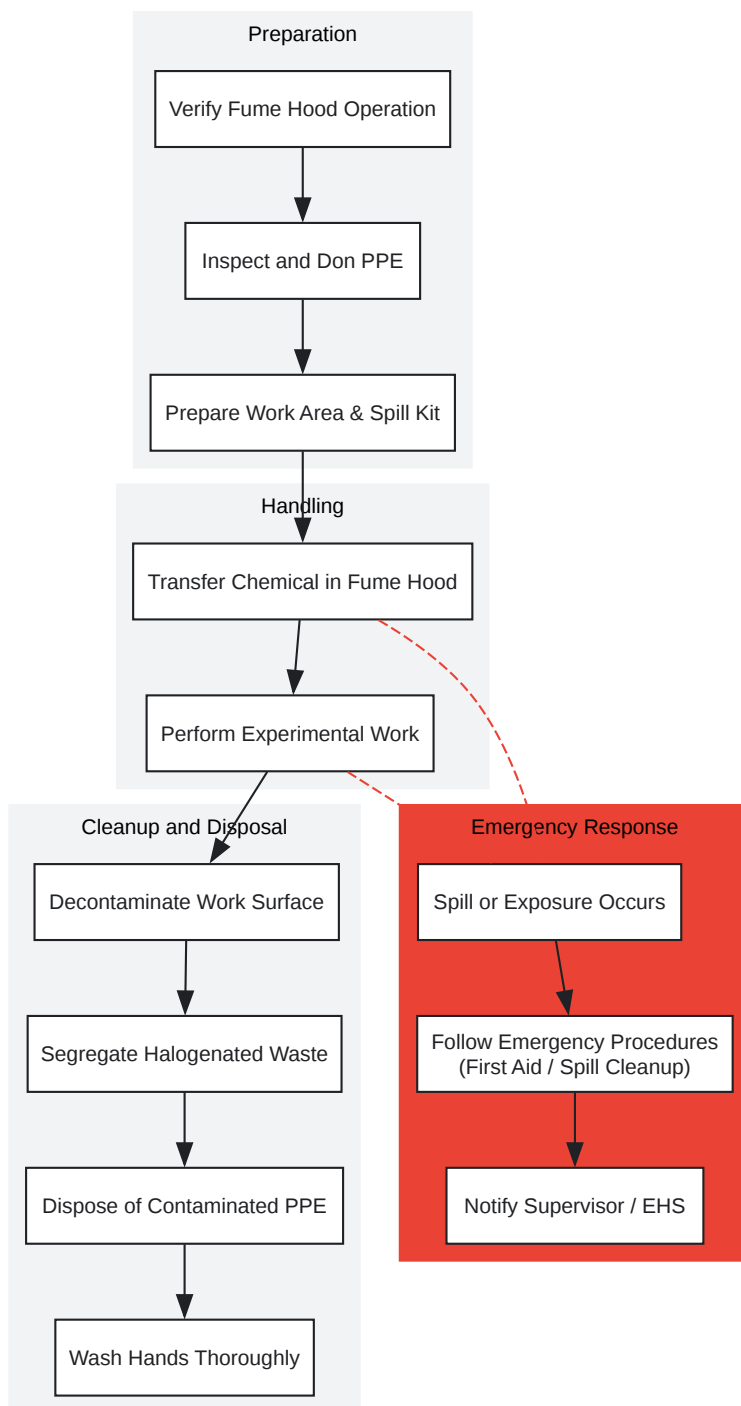 Preparation
Verify Fume Hood Operation
Inspect and Don PPE
Prepare Work Area & Spill Kit
Handling
Transfer Chemical in Fume Hood
Perform Experimental Work
Cleanup and Disposal
Decontaminate Work Surface
Segregate Halogenated Waste
Dispose of Contaminated PPE
Wash Hands Thoroughly
Emergency Response
Spill or Exposure Occurs
Follow Emergency Procedures
(First Aid / Spill Cleanup)
Notify Supervisor / EHS